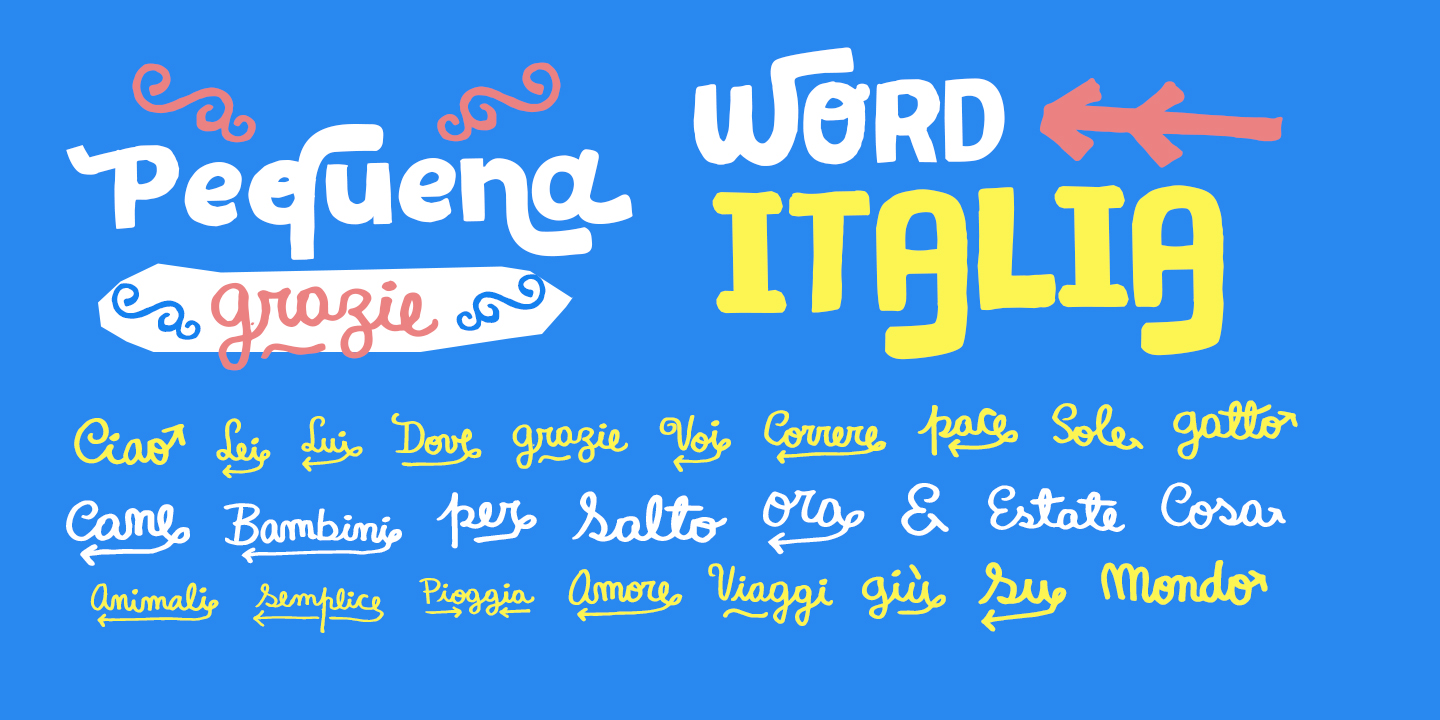 Pequena
grazie
WORD
ITALIA
Ciao Lei Lui Dove grazie Voi Correre pace Sole gatto
Cane Bambini per Salto ora & Estate Cosa
Animali Semplice Pioggia Amore Viaggi giù Su Mondo